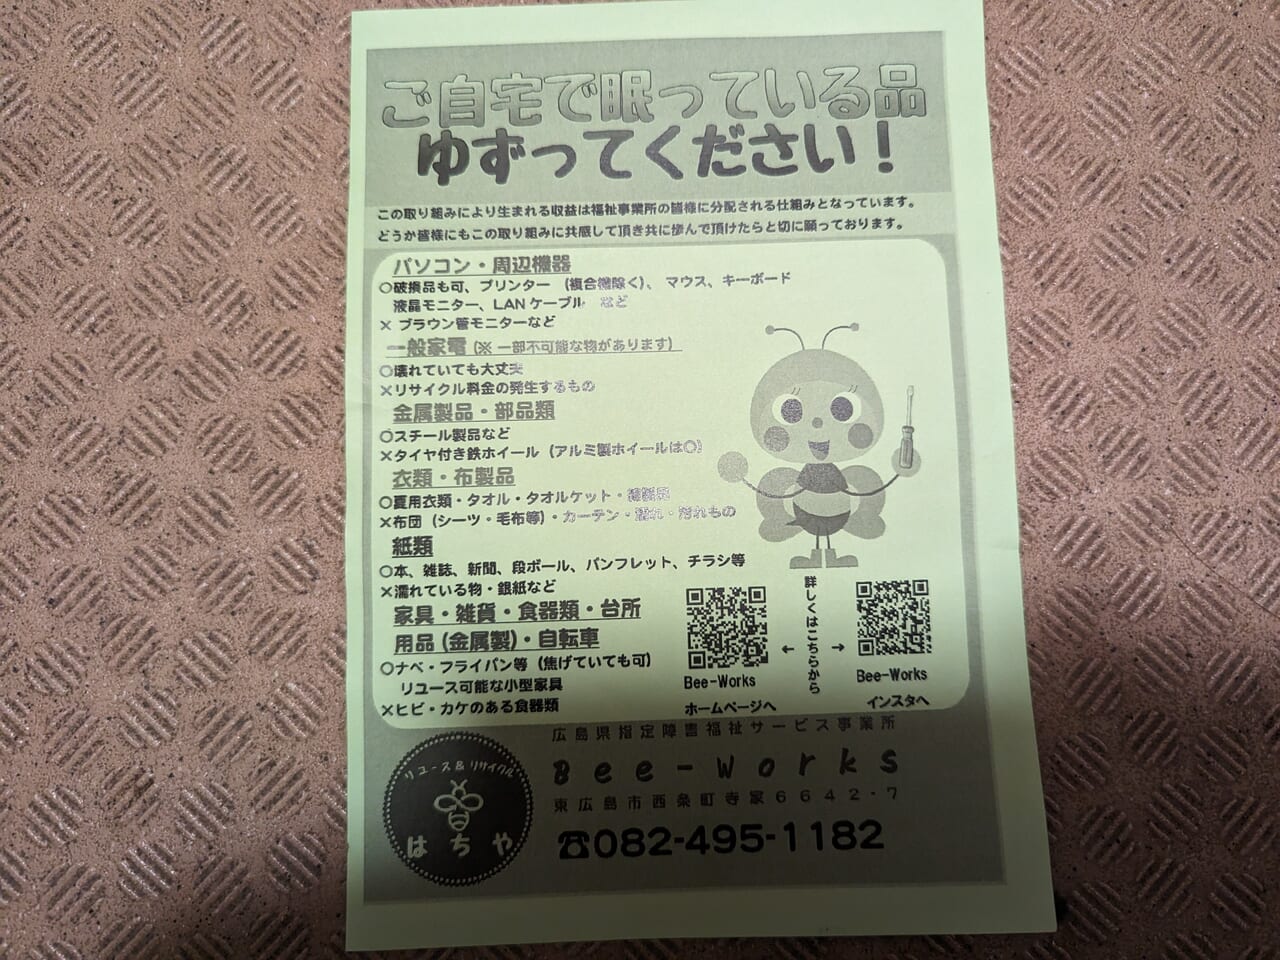 ご自宅で眠っている品
ゆずってください！
この取り組みにより生まれる収益は福祉事業所の皆様に分配される仕組みとなっています。
どうか皆様にもこの取り組みに共感して頂き共に歩んで頂けたらと切に願っております。
パソコン・周辺機器
○破損品も可、プリンター（複合機除く）、マウス、キーボード
液晶モニター、LANケーブル など
× ブラウン管モニターなど
一般家電（※ 一部不可能な物があります）
○壊れていても大丈夫
×リサイクル料金の発生するもの
金属製品・部品類
○スチール製品など
×タイヤ付き鉄ホイール（アルミ製ホイールは○）
衣類・布製品
○夏用衣類・タオル・タオルケット・
×布団（シーツ・毛布等）・カーテン・濡れ・汚れもの
紙類
○本、雑誌、新聞、段ボール、パンフレット、チラシ等
×濡れている物・銀紙など
家具・雑貨・食器類・台所
用品（金属製）・自転車
○ナベ・フライパン等（焦げていても可）
リユース可能な小型家具
×ヒビ・カケのある食器類
詳しくはこちらから
← →
Bee-Works
ホームページへ
Bee-Works
インスタへ
リユース＆リサイクル
はちや
広島県指定障害福祉サービス事業所
Bee-Works
東広島市西条町寺家6642-7
☎082-495-1182